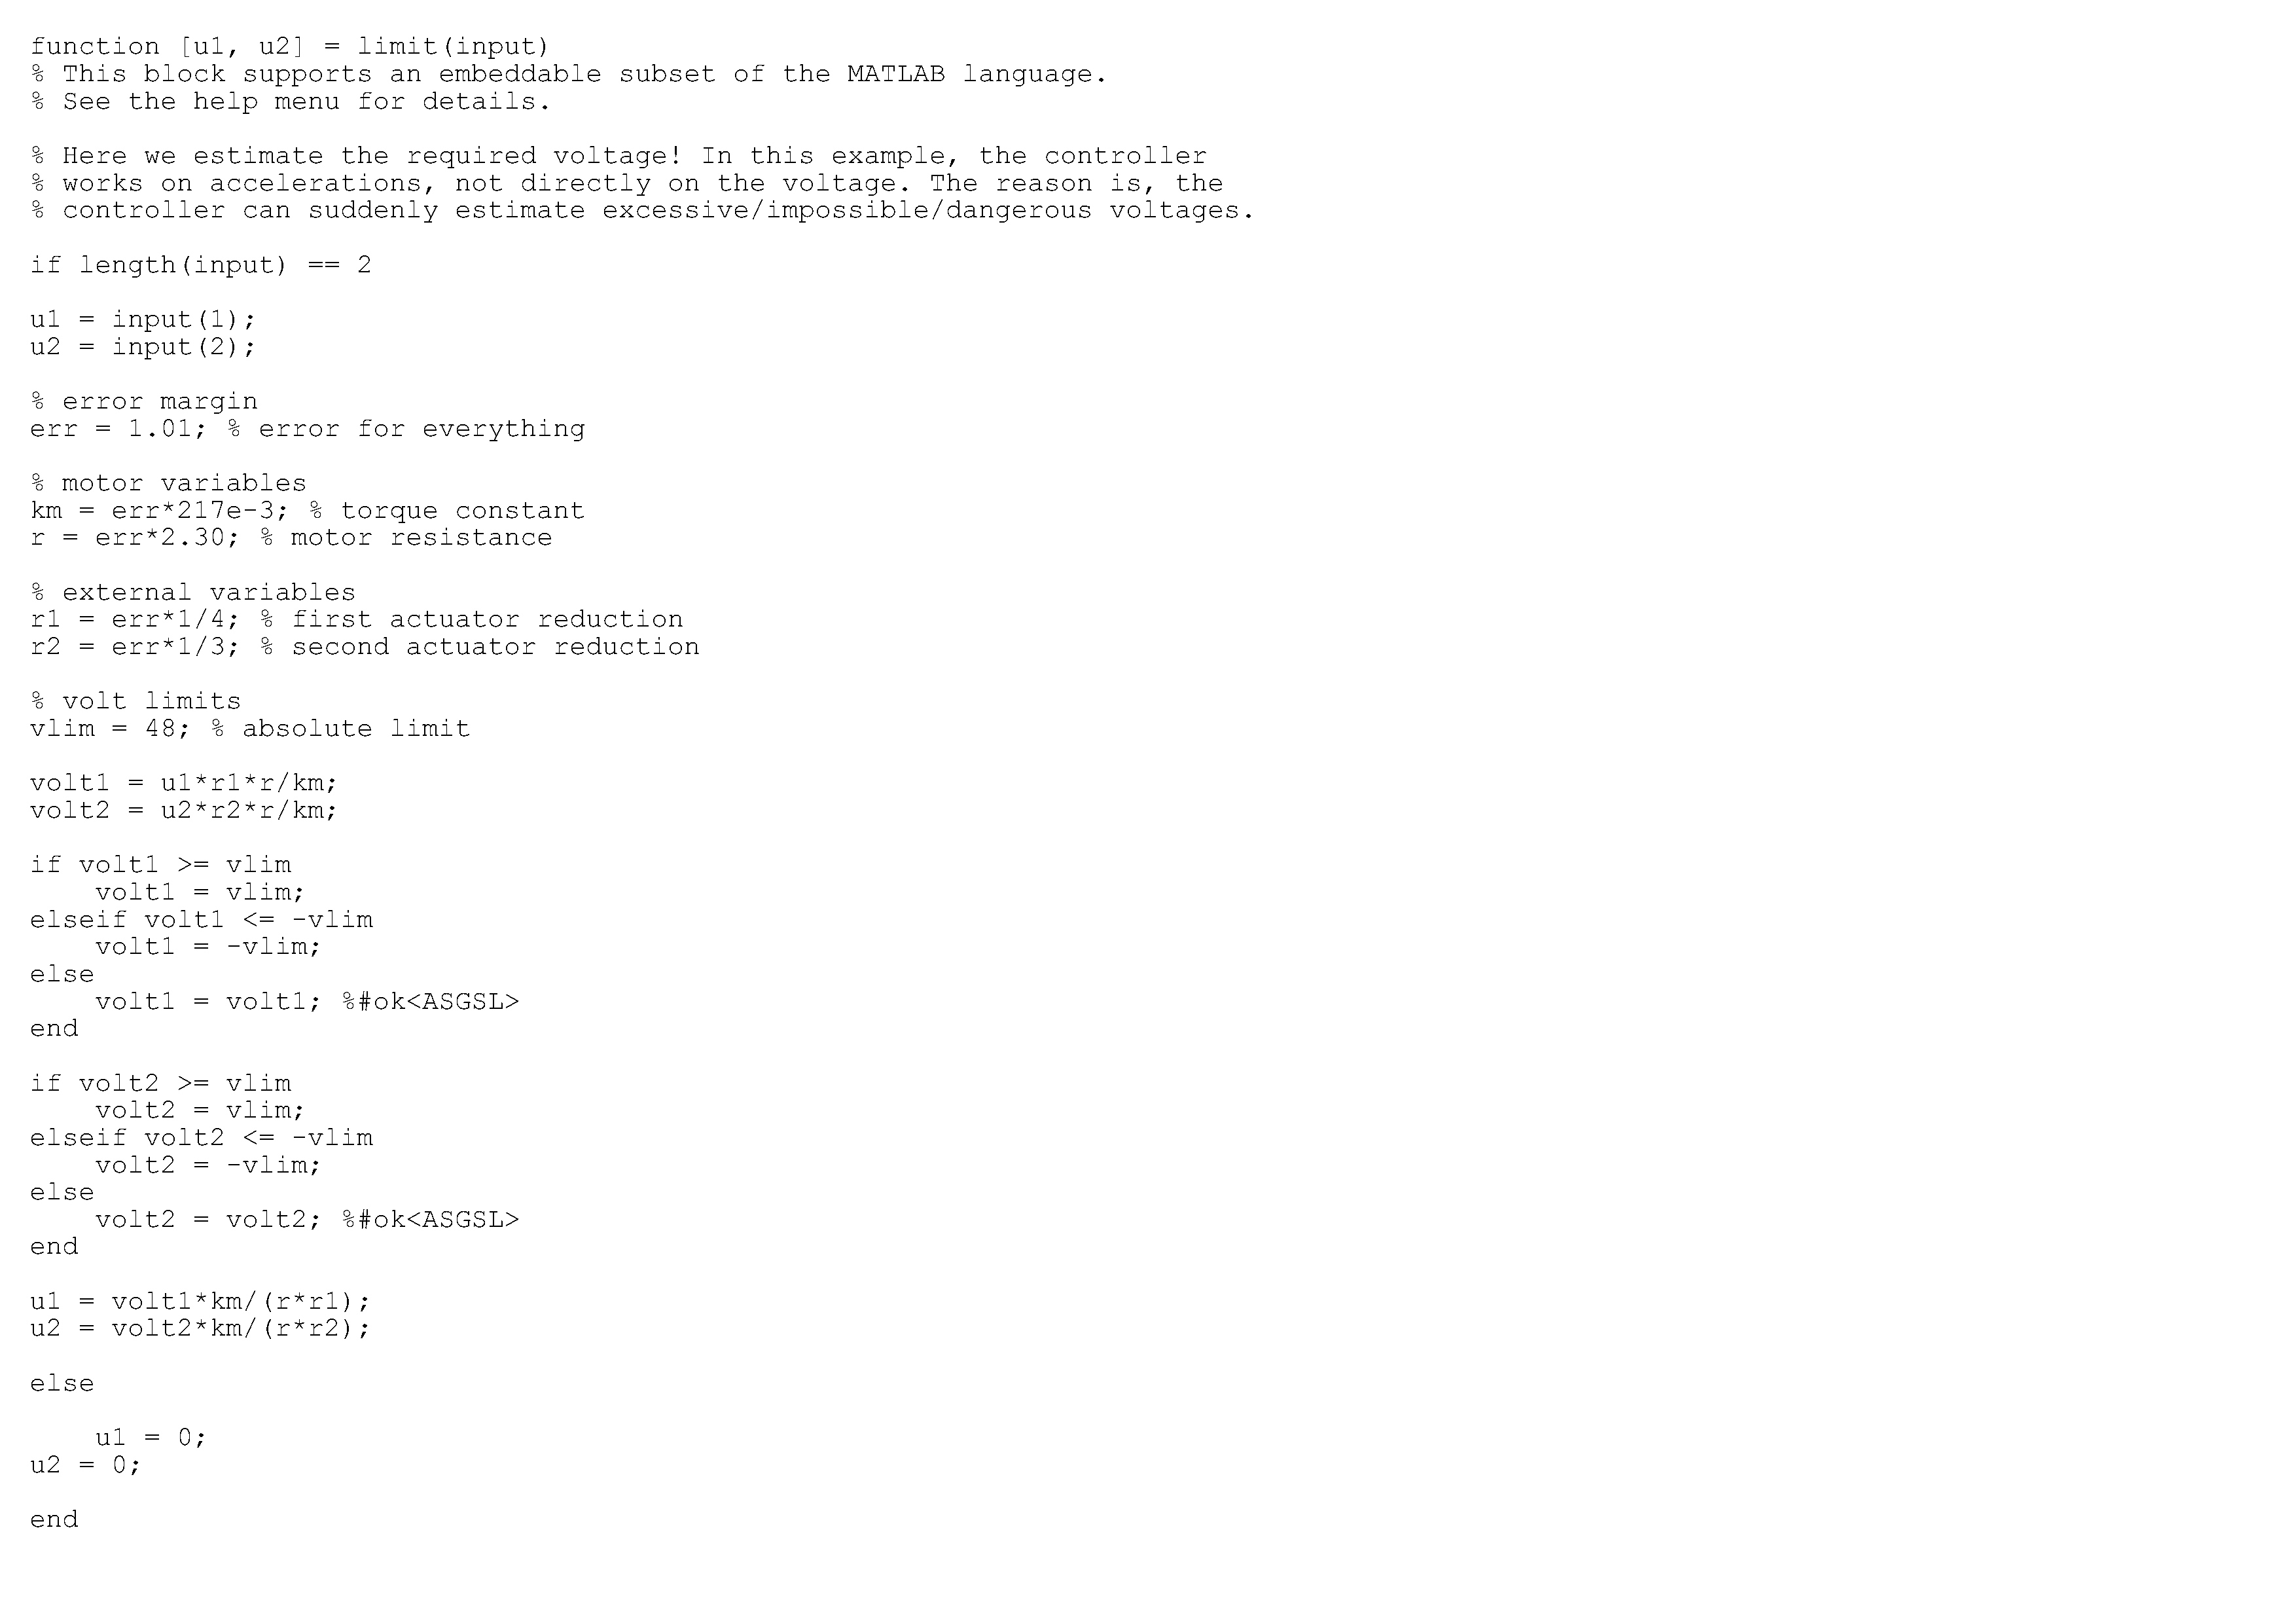 function [u1, u2] = limit(input)
% This block supports an embeddable subset of the MATLAB language.
% See the help menu for details.

% Here we estimate the required voltage! In this example, the controller
% works on accelerations, not directly on the voltage. The reason is, the
% controller can suddenly estimate excessive/impossible/dangerous voltages.

if length(input) == 2

u1 = input(1);
u2 = input(2);

% error margin
err = 1.01; % error for everything

% motor variables
km = err*217e-3; % torque constant
r = err*2.30; % motor resistance

% external variables
r1 = err*1/4; % first actuator reduction
r2 = err*1/3; % second actuator reduction

% volt limits
vlim = 48; % absolute limit

volt1 = u1*r1*r/km;
volt2 = u2*r2*r/km;

if volt1 >= vlim
    volt1 = vlim;
elseif volt1 <= -vlim
    volt1 = -vlim;
else
    volt1 = volt1; %#ok<ASGSL>
end

if volt2 >= vlim
    volt2 = vlim;
elseif volt2 <= -vlim
    volt2 = -vlim;
else
    volt2 = volt2; %#ok<ASGSL>
end

u1 = volt1*km/(r*r1);
u2 = volt2*km/(r*r2);

else

    u1 = 0;
u2 = 0;

end